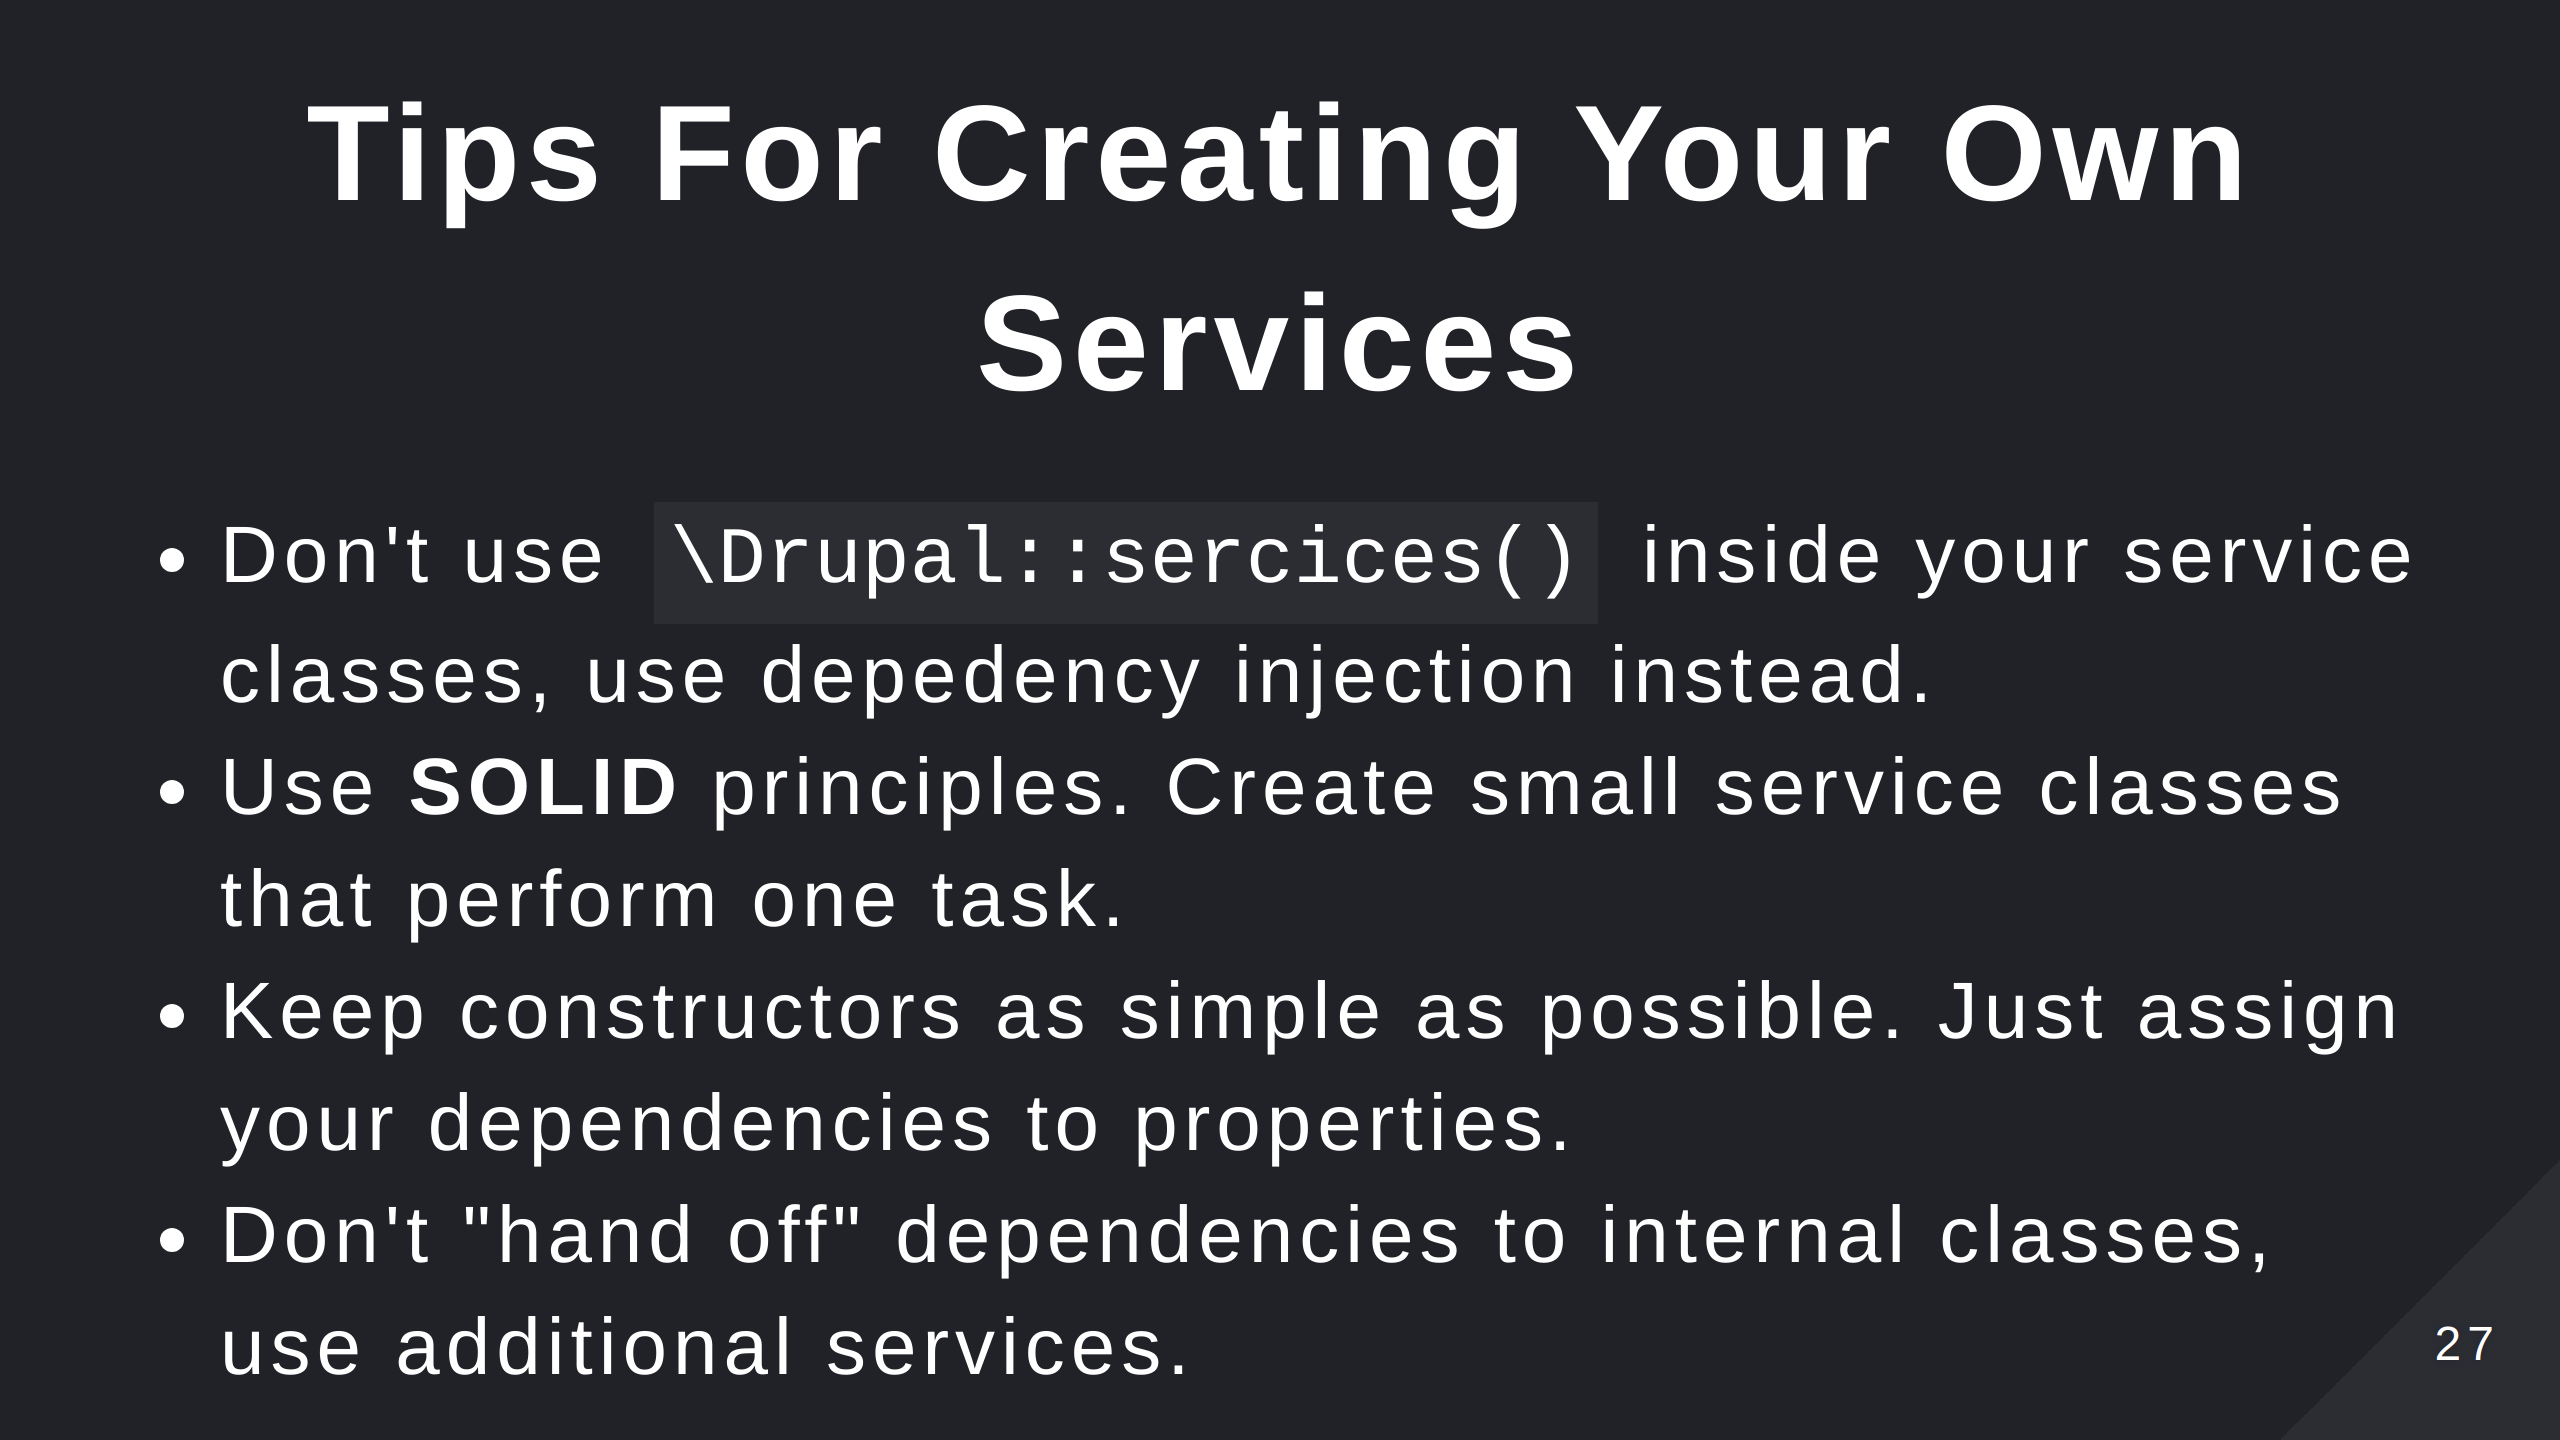 Tips For Creating Your Own
Services
• Don't use \Drupal::sercices() inside your service
classes, use depedency injection instead.
• Use SOLID principles. Create small service classes
that perform one task.
• Keep constructors as simple as possible. Just assign
your dependencies to properties.
• Don't "hand off" dependencies to internal classes,
use additional services.
27